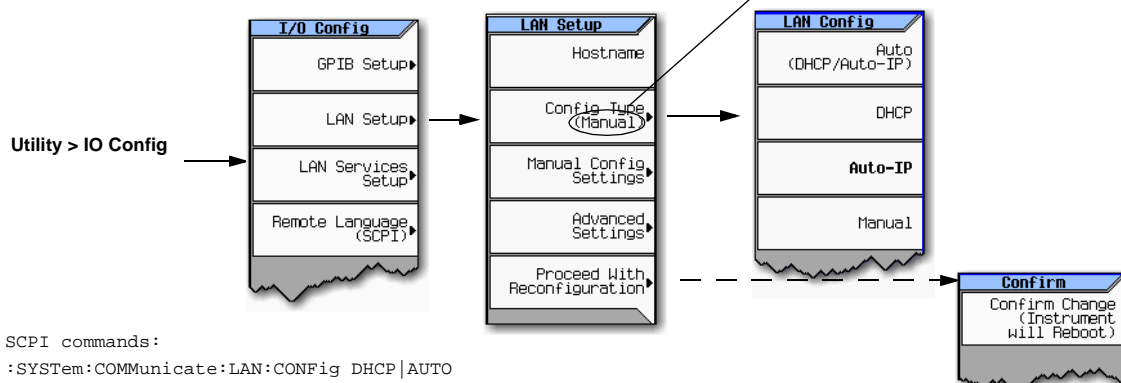 Utility > IO Config
I/O Config
GPIB Setup
LAN Setup
LAN Services
Setup
Remote Language
(SCPI)
LAN Setup
Hostname
Config Type
(Manual)
Manual Config
Settings
Advanced
Settings
Proceed With
Reconfiguration
LAN Config
Auto
(DHCP/Auto-IP)
DHCP
Auto-IP
Manual
Confirm
Confirm Change
(Instrument
will Reboot)
SCPI commands:
:SYSTem:COMMunicate:LAN:CONFig DHCP|AUTO